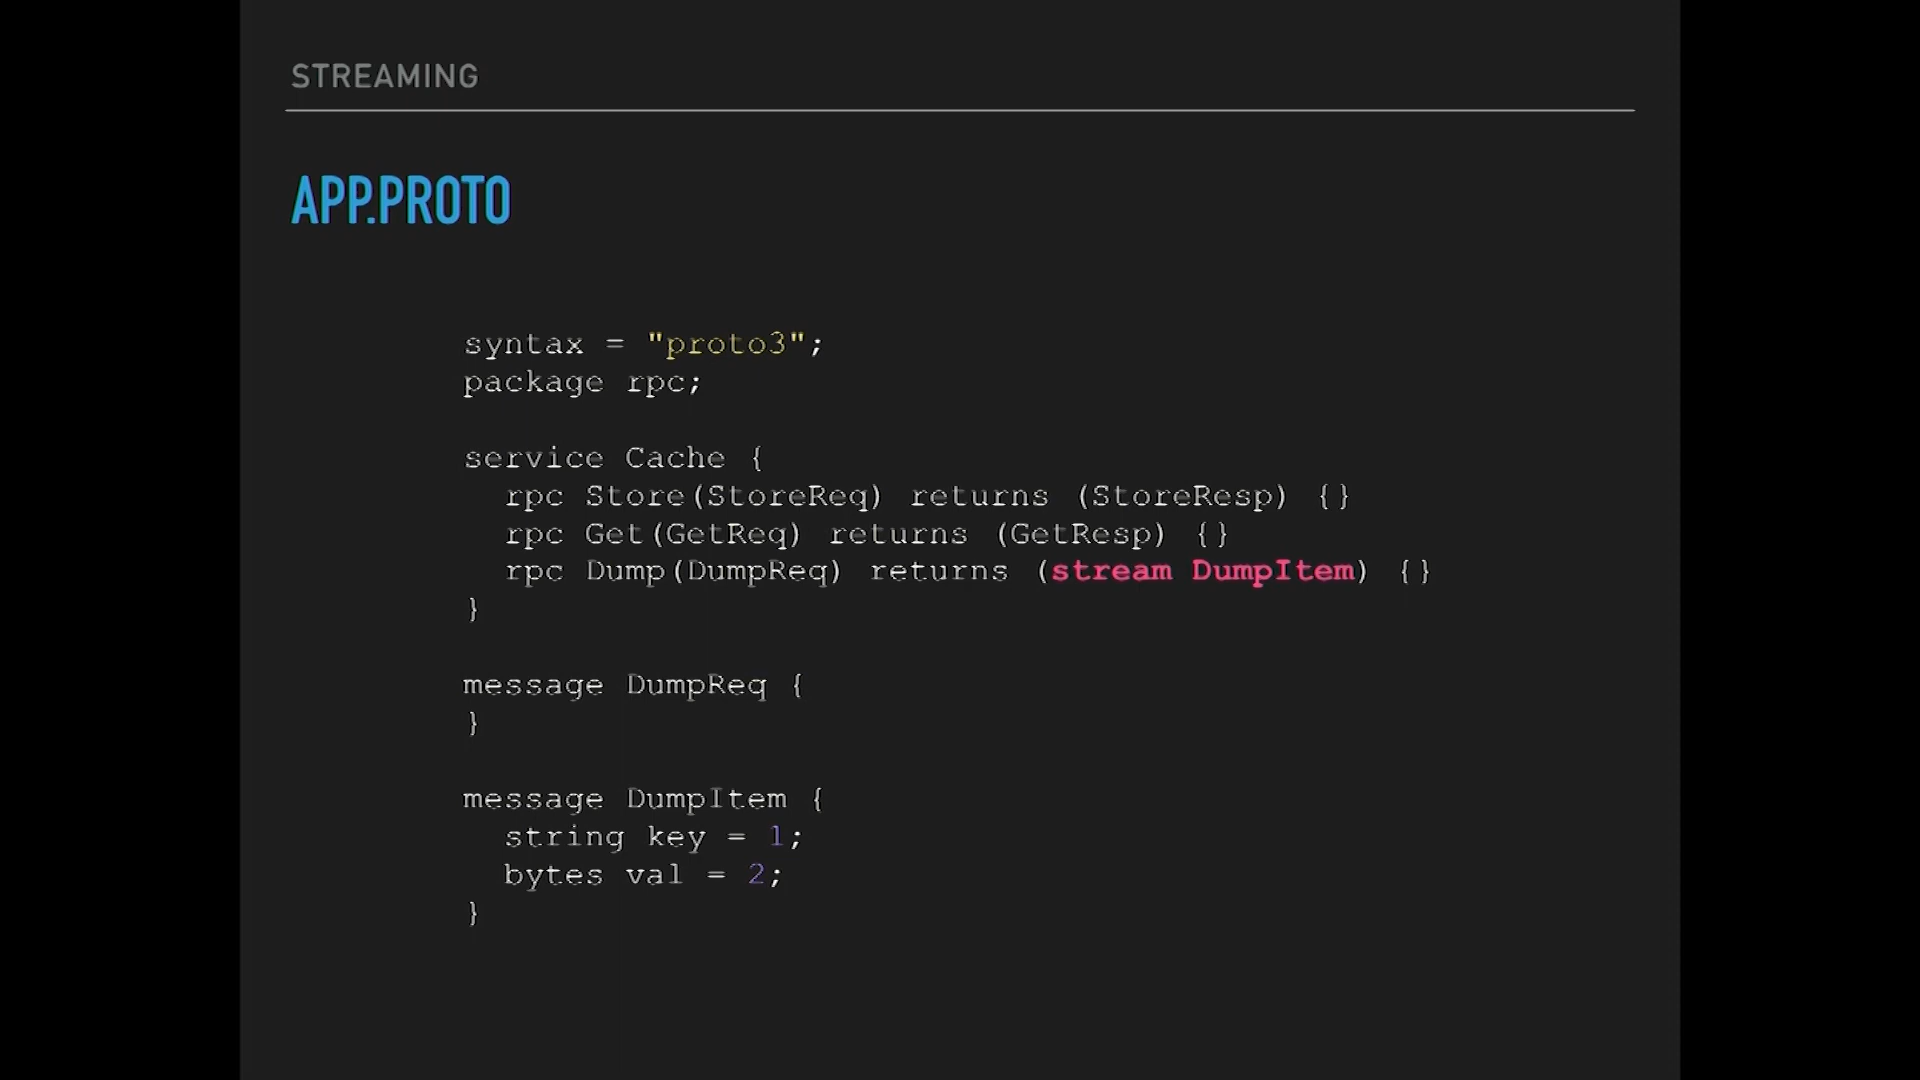 STREAMING
APP.PROTO
syntax = "proto3";
package rpc;
service Cache {
rpc Store(StoreReq) returns (StoreResp) {}
rpc Get(GetReq) returns (GetResp) {}
rpc Dump(DumpReq) returns (stream DumpItem) {}
}
message DumpReq {
}
message DumpItem {
string key = 1;
bytes val = 2;
}